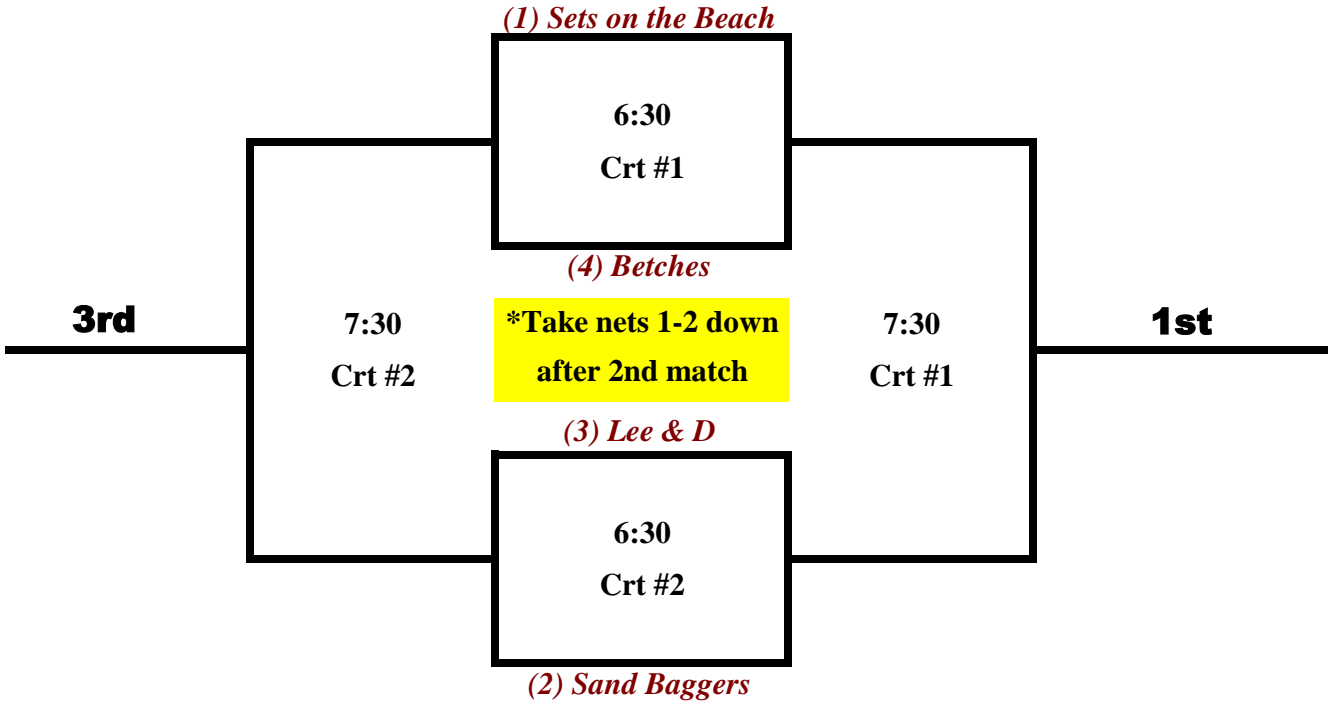 (1) Sets on the Beach
6:30
Crt #1
(4) Betches
3rd
7:30
Crt #2
*Take nets 1-2 down
after 2nd match
7:30
Crt #1
1st
(3) Lee & D
6:30
Crt #2
(2) Sand Baggers